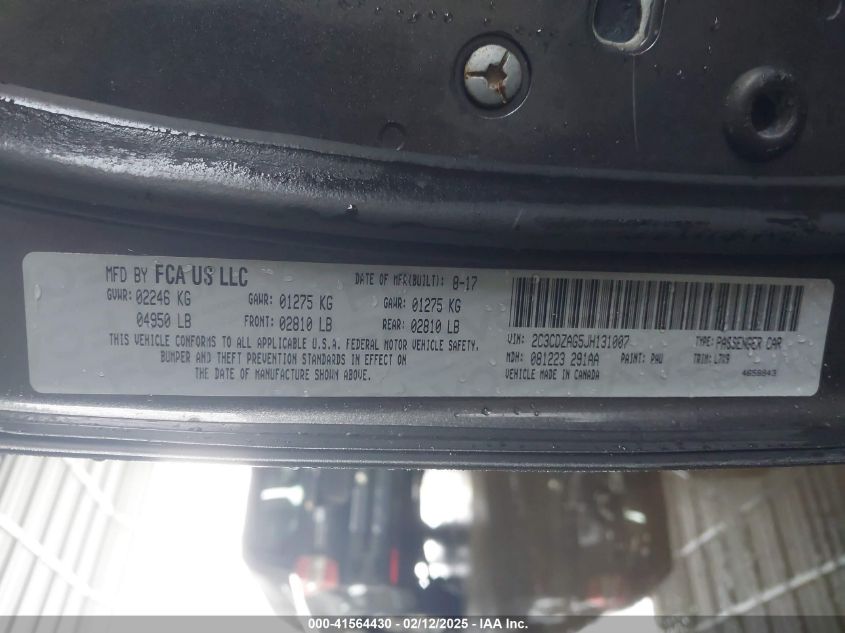 MFD BY FCA US LLC
DATE OF MFR(BUILT): 8-17
GVWR: 02246 KG GAWR: 01275 KG GAWR: 01275 KG
04950 LB FRONT: 02810 LB REAR: 02810 LB
THIS VEHICLE CONFORMS TO ALL APPLICABLE U.S.A. FEDERAL MOTOR VEHICLE SAFETY,
BUMPER AND THEFT PREVENTION STANDARDS IN EFFECT ON
THE DATE OF MANUFACTURE SHOWN ABOVE.
VIN: 2C3CDZAG5JH131007 TYPE: PASSENGER CAR
MDH: 081223 291AA PAINT: PAU TRIM: L7X9
VEHICLE MADE IN CANADA 4658843
000-41564430 - 02/12/2025 - IAA Inc.